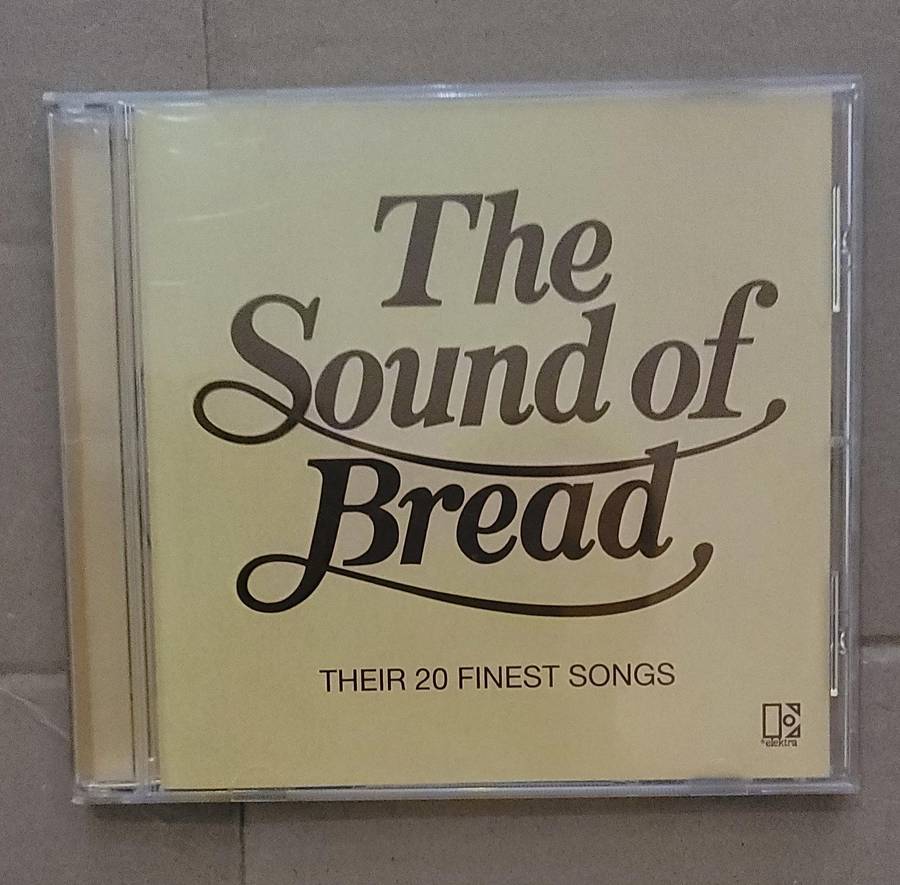 The
Sound of
Bread
THEIR 20 FINEST SONGS
elektra